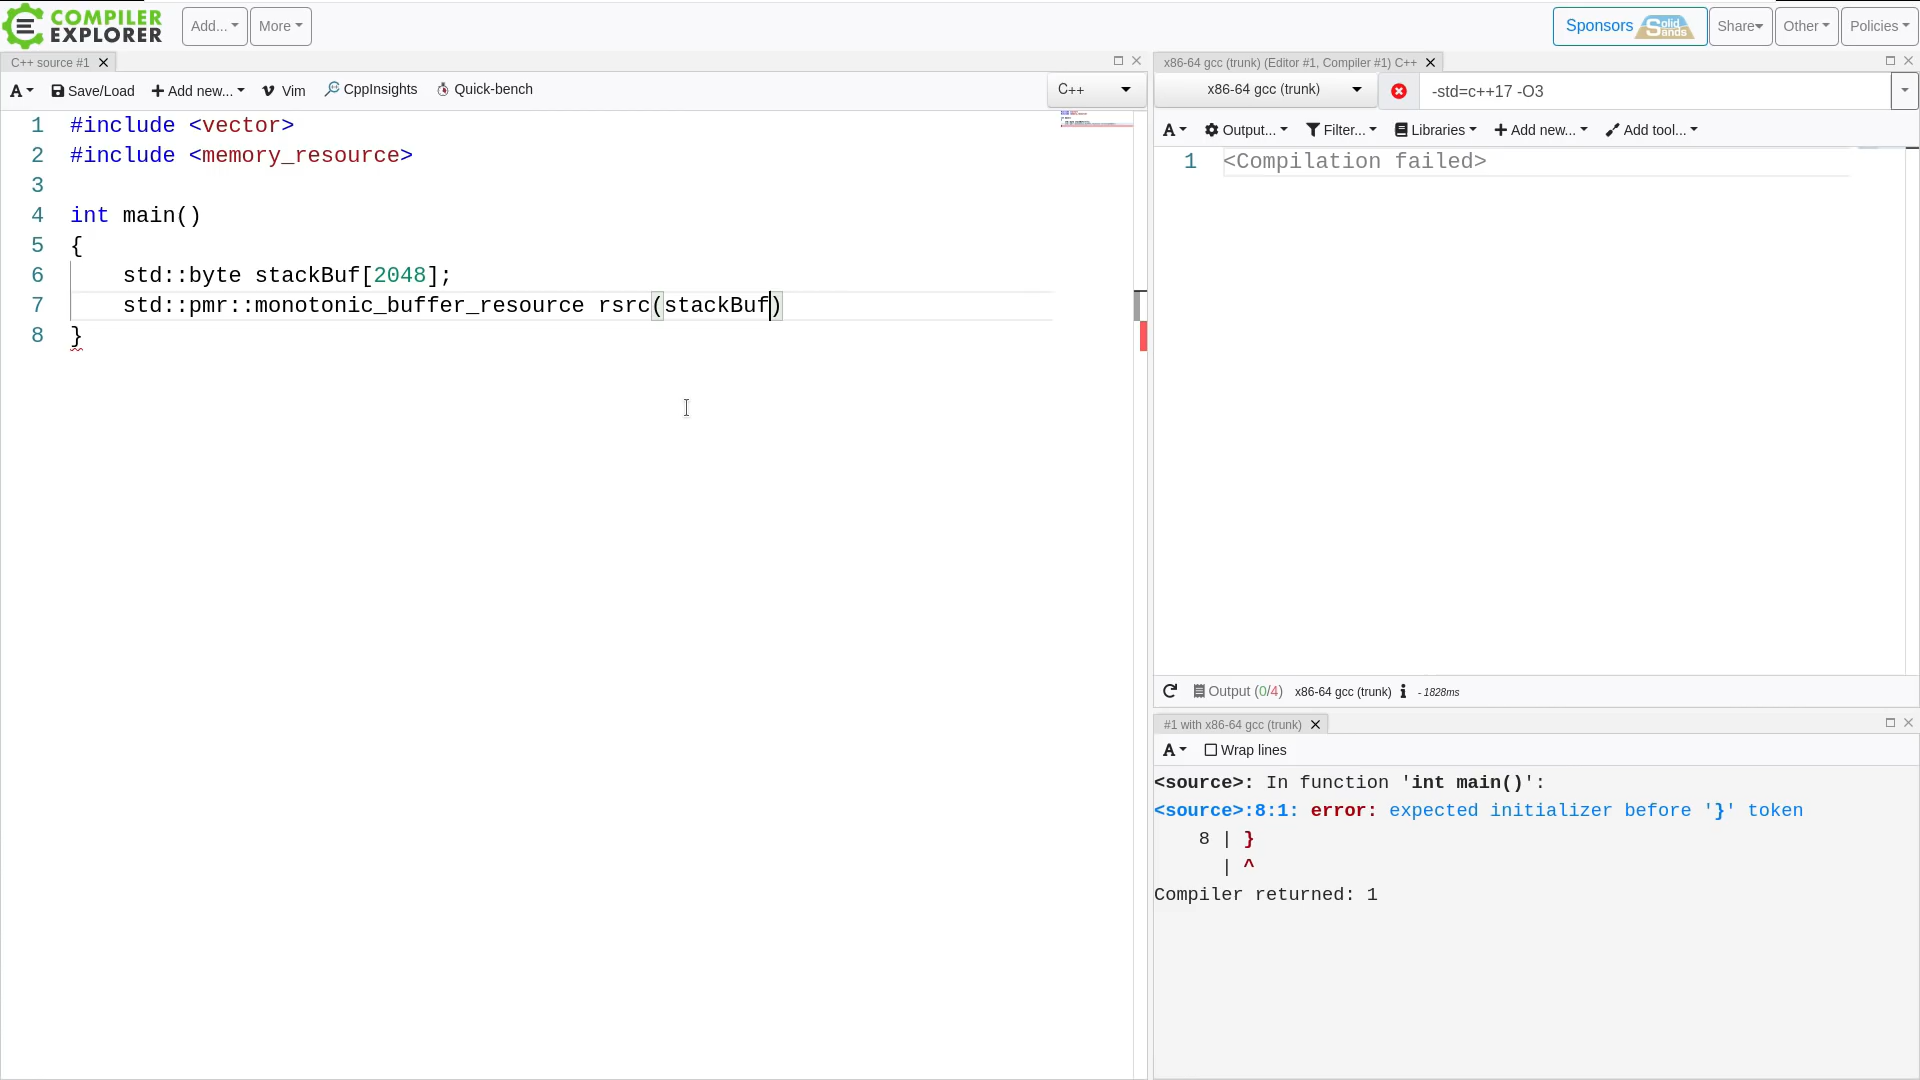 COMPILER
EXPLORER
Add...
More
Sponsors
Solid
Sands
Share
Other
Policies
C++ source #1
A
Save/Load
Add new...
Vim
CppInsights
Quick-bench
C++
1 #include <vector>
2 #include <memory_resource>
3
4 int main()
5 {
6 std::byte stackBuf[2048];
7 std::pmr::monotonic_buffer_resource rsrc(stackBuf)
8 }
x86-64 gcc (trunk) (Editor #1, Compiler #1) C++
x86-64 gcc (trunk)
-std=c++17 -O3
A
Output...
Filter...
Libraries
Add new...
Add tool...
1 <Compilation failed>
Output (0/4) x86-64 gcc (trunk) i - 1828ms
#1 with x86-64 gcc (trunk)
A
Wrap lines
<source>: In function 'int main()':
<source>:8:1: error: expected initializer before '}' token
8 | }
| ^
Compiler returned: 1